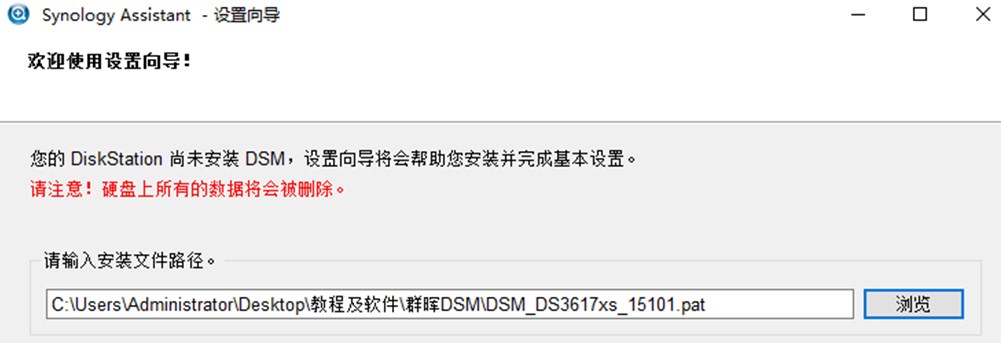 Synology Assistant - 设置向导
欢迎使用设置向导!
您的 DiskStation 尚未安装 DSM，设置向导将会帮助您安装并完成基本设置。
请注意！硬盘上所有的数据将会被删除。
请输入安装文件路径。
C:\Users\Administrator\Desktop\教程及软件\群晖DSM\DSM_DS3617xs_15101.pat
浏览